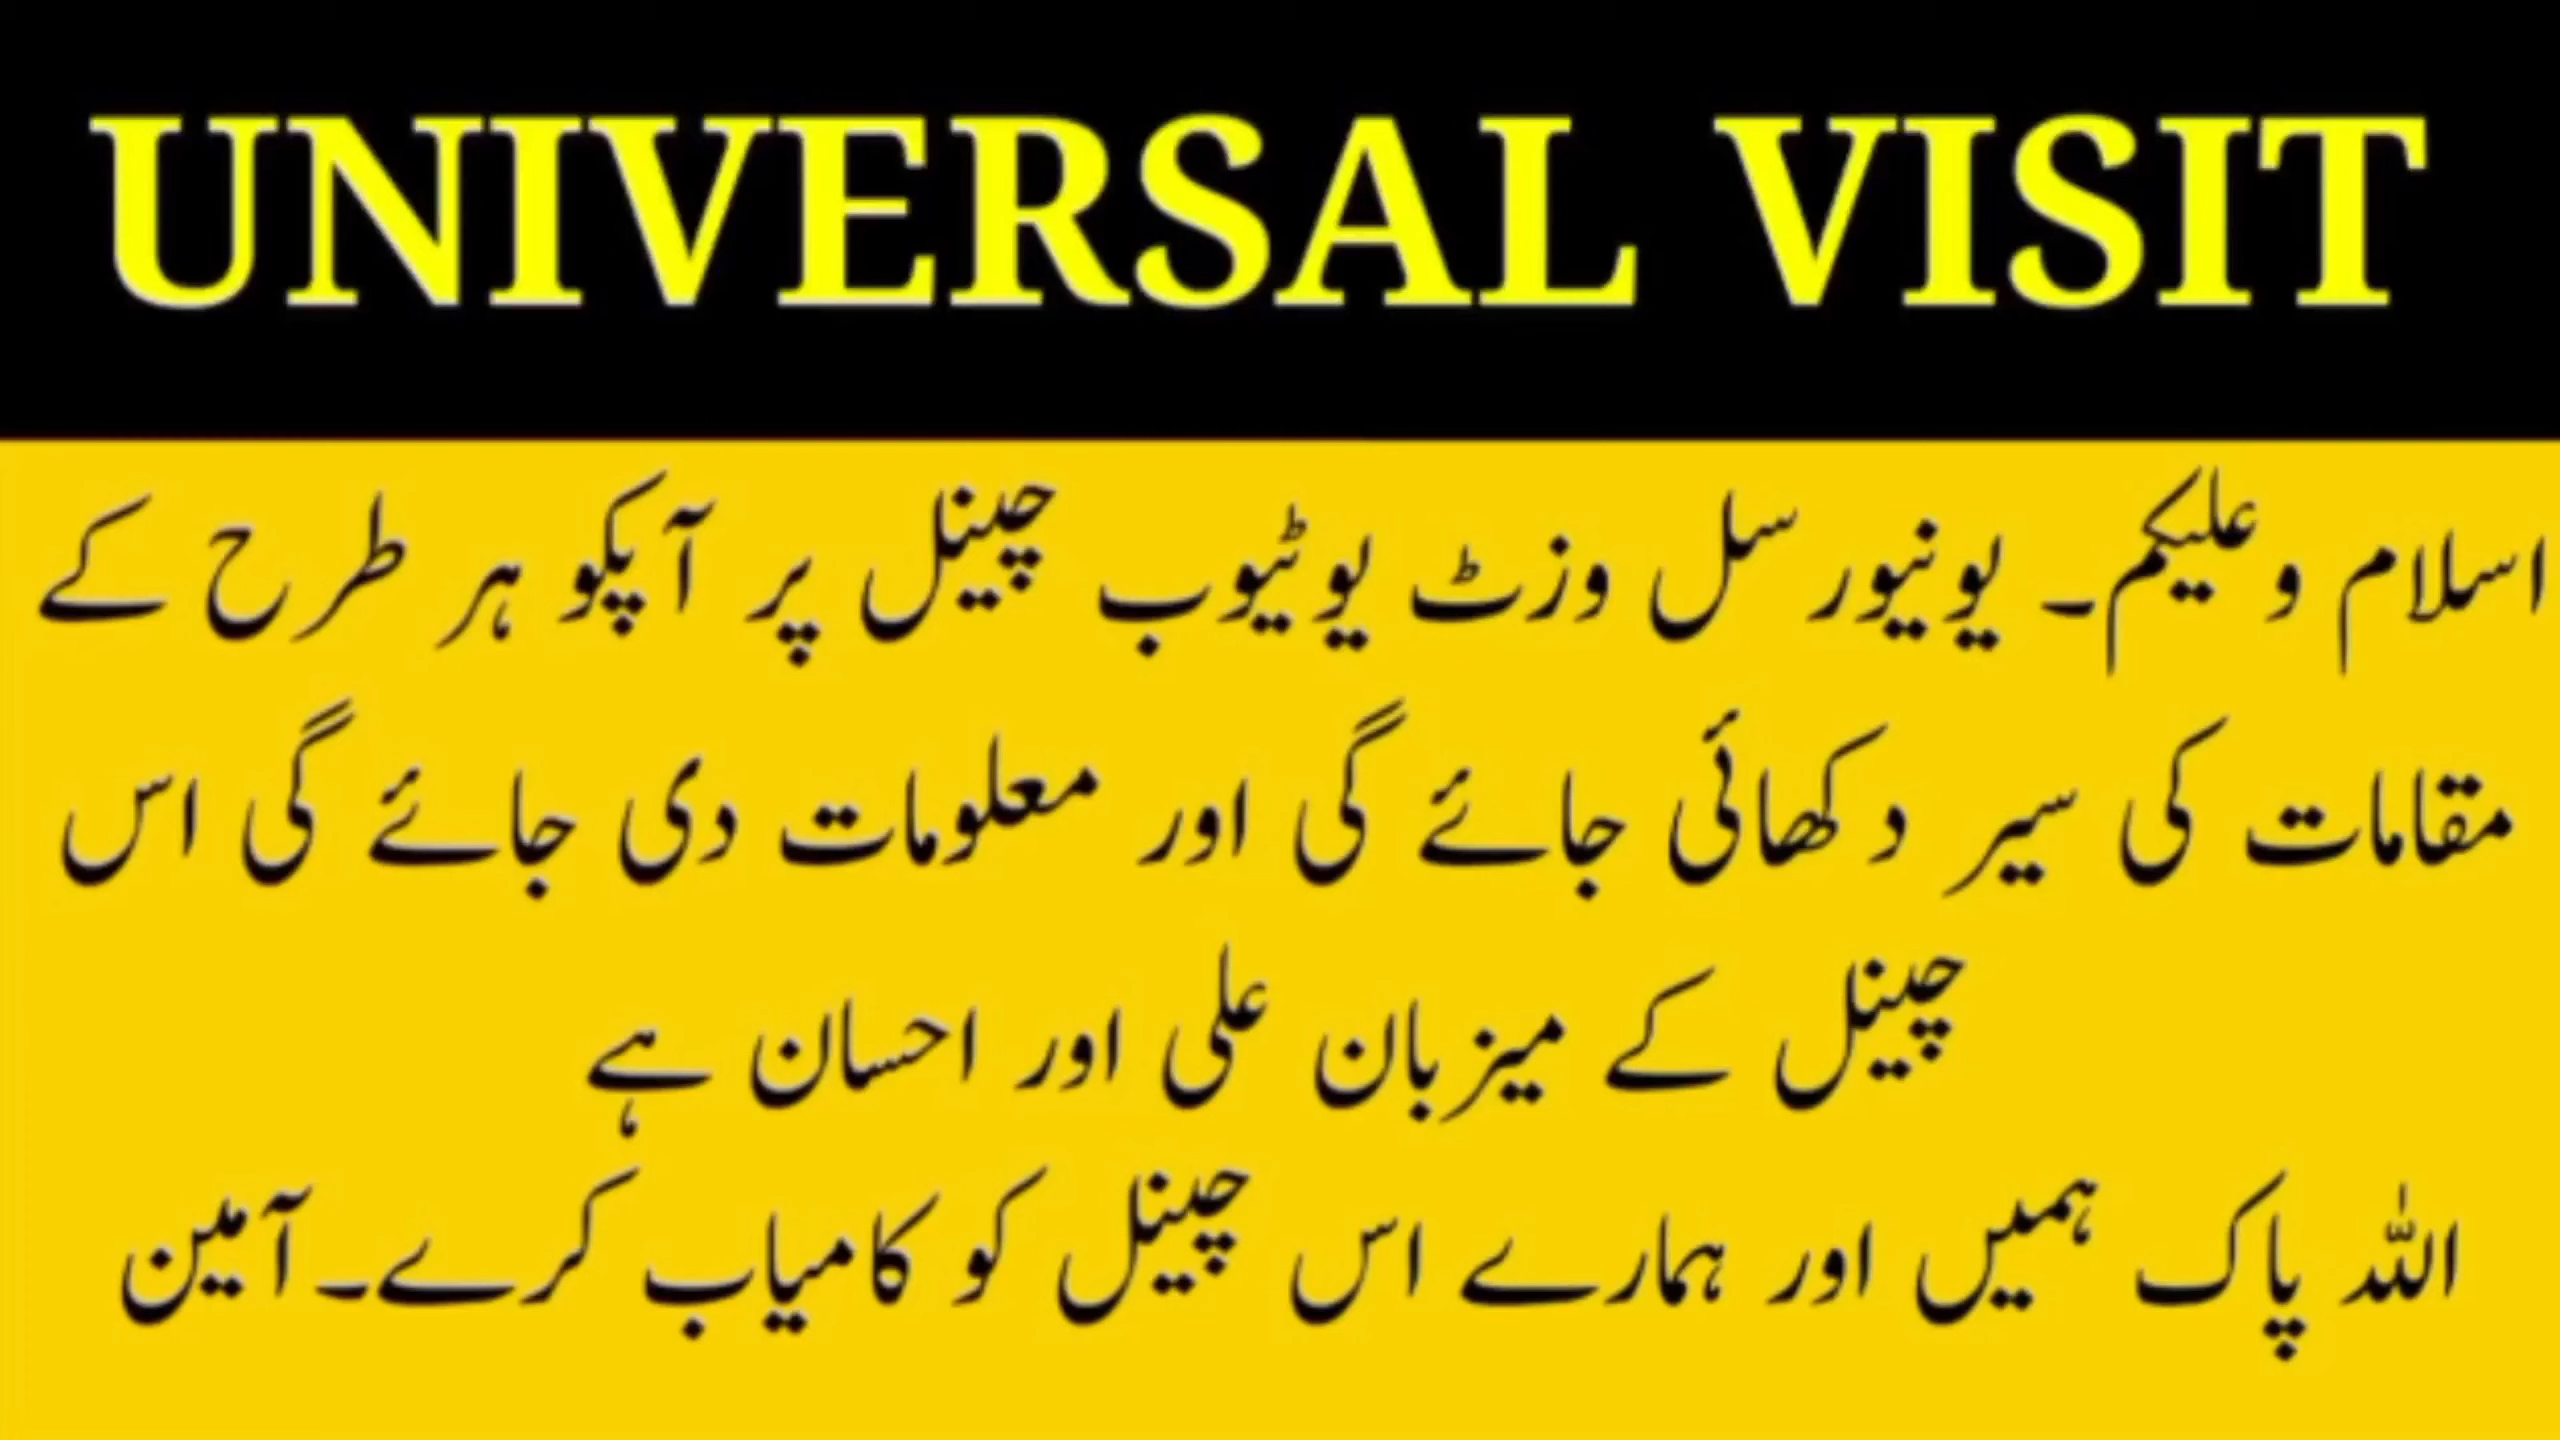 UNIVERSAL VISIT
اسلام وعلیکم۔ یونیورسل وزٹ یوٹیوب چینل پر آپکو ہر طرح کے
مقامات کی سیر دکھائی جائے گی اور معلومات دی جائے گی اس
چینل کے میزبان علی اور احسان ہے
اللہ پاک ہمیں اور ہمارے اس چینل کو کامیاب کرے۔آمین